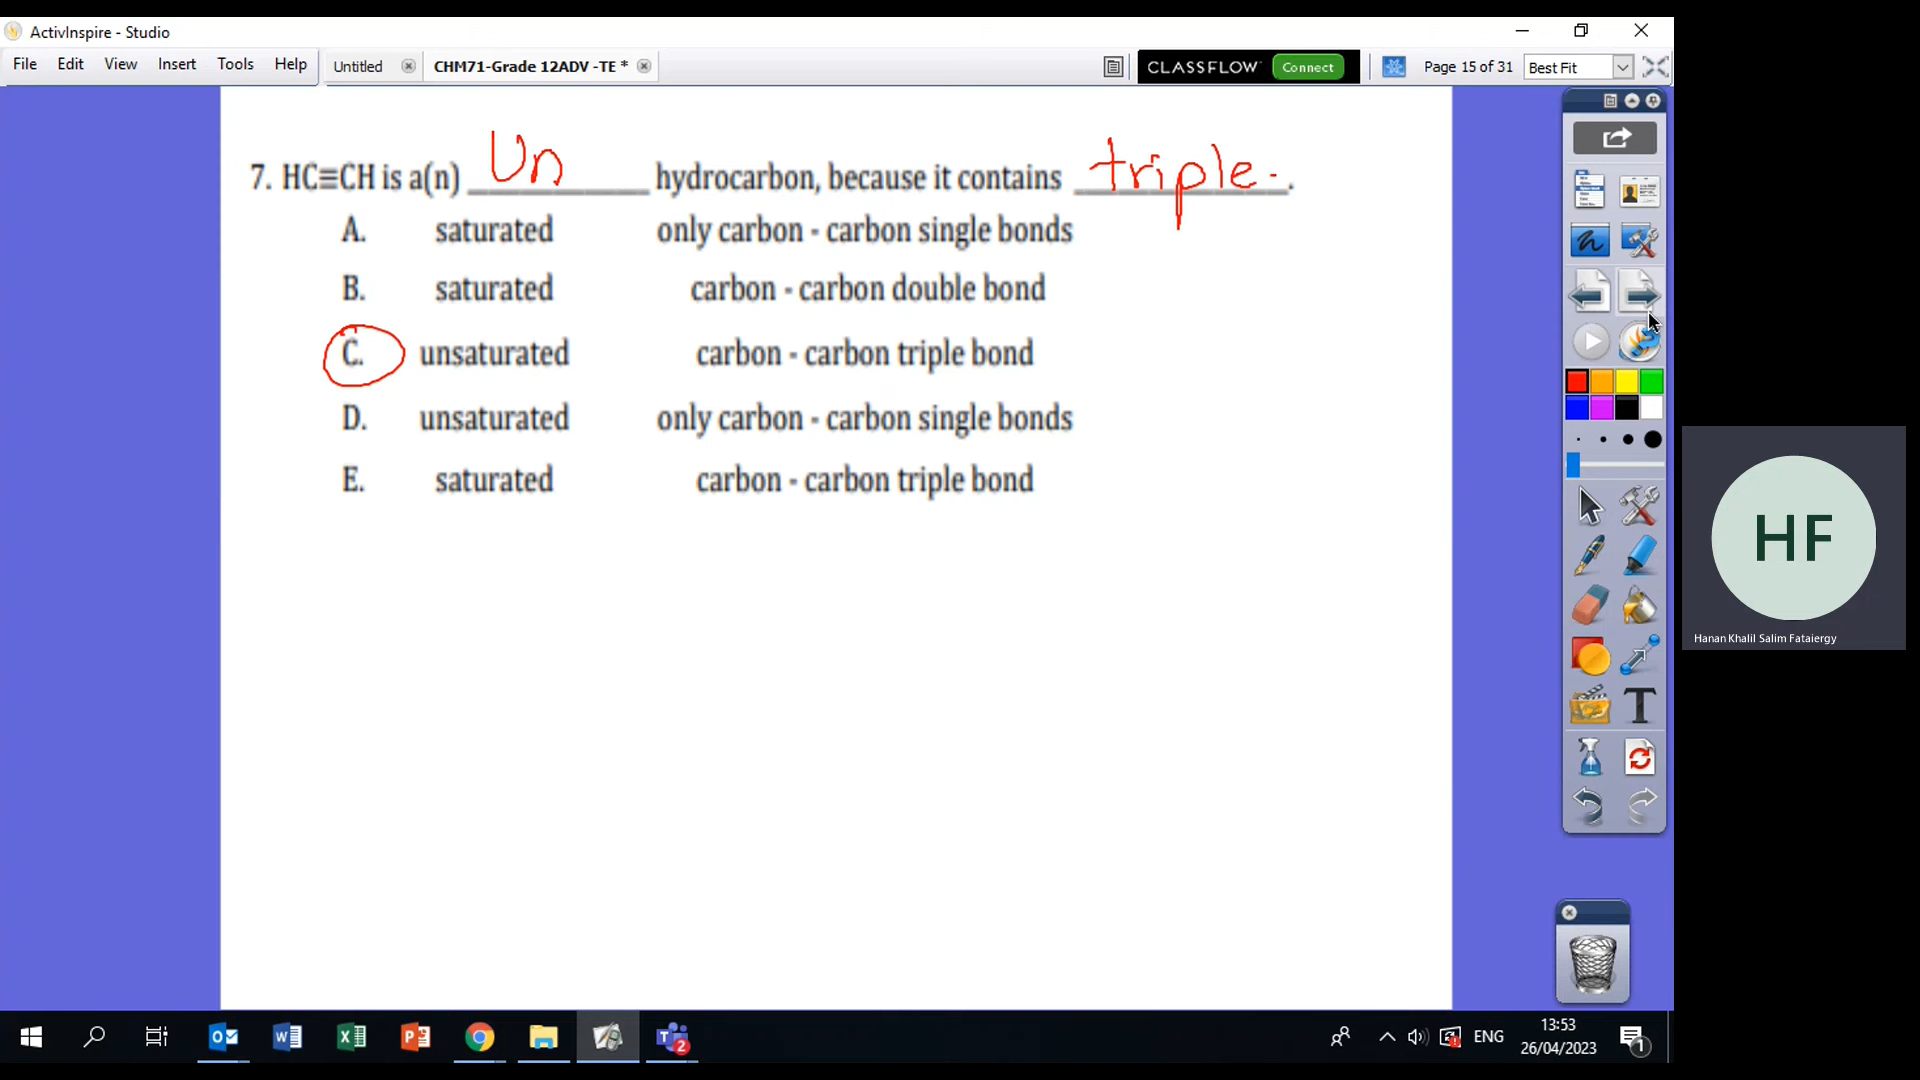 ActivInspire - Studio
File Edit View Insert Tools Help
Untitled
CHM71-Grade 12ADV -TE *
CLASSFLOW Connect
Page 15 of 31
Best Fit
7. HC≡CH is a(n) Un hydrocarbon, because it contains triple.
A. saturated only carbon - carbon single bonds
B. saturated carbon - carbon double bond
C. unsaturated carbon - carbon triple bond
D. unsaturated only carbon - carbon single bonds
E. saturated carbon - carbon triple bond
HF
Hanan Khalil Salim Fataiergy
T
2
ENG
13:53
26/04/2023
1